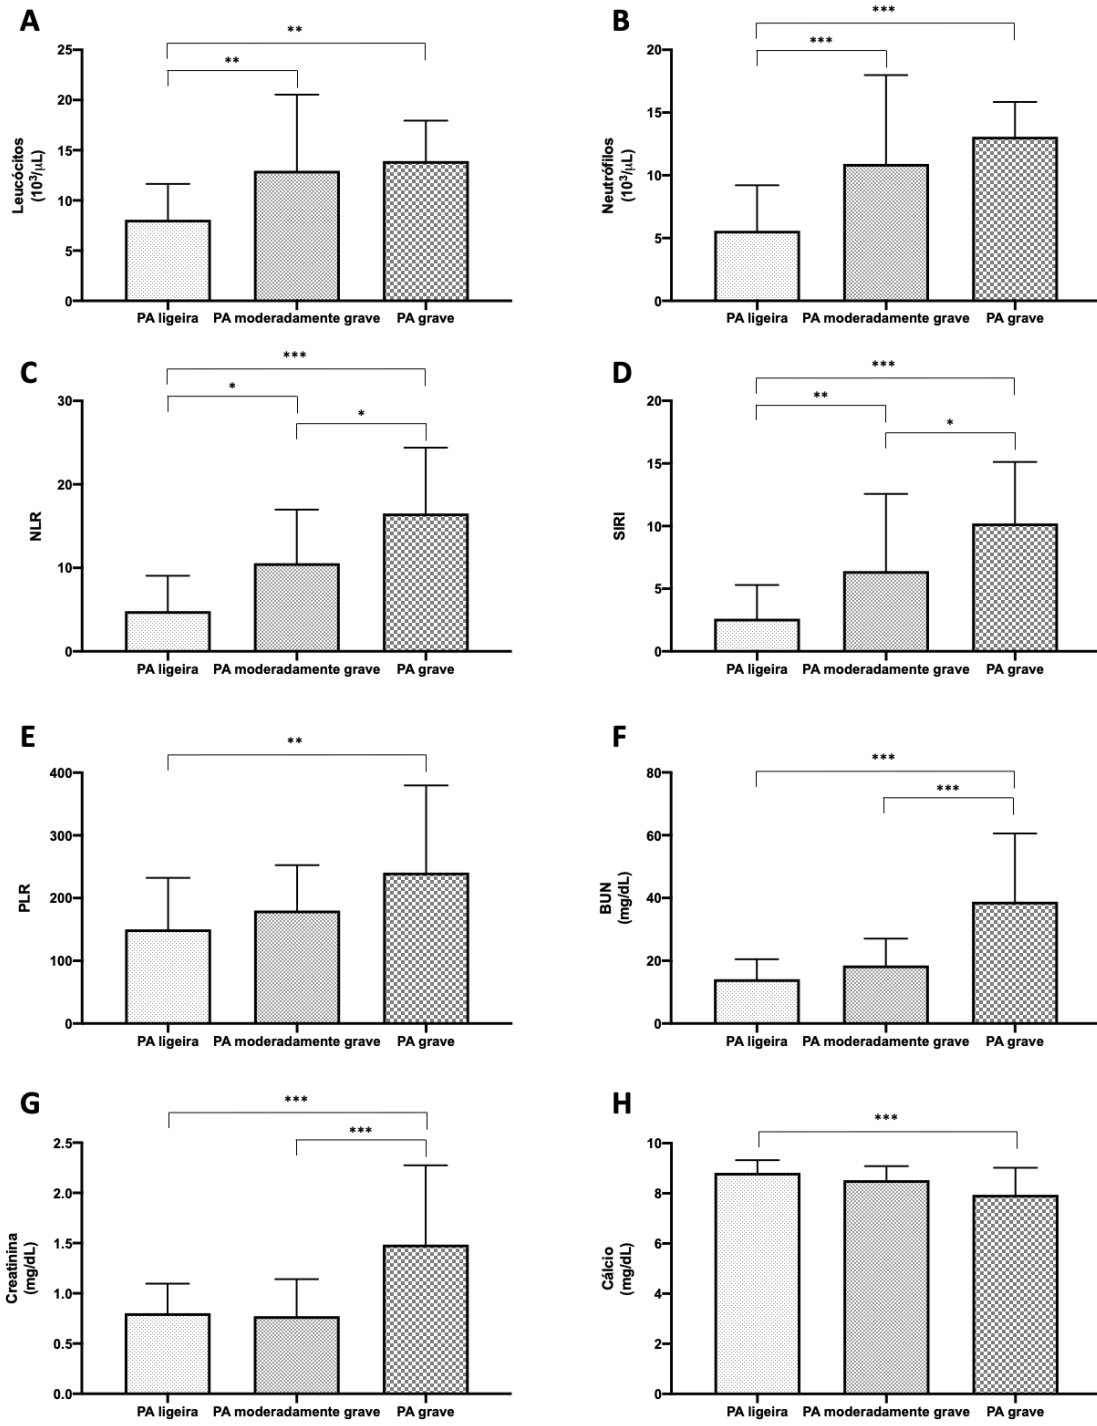 A
**
**
25
20
15
10
5
0
Leucócitos
(10³/μL)
PA ligeira PA moderadamente grave PA grave
B
***
***
20
15
10
5
0
Neutrófilos
(10³/μL)
PA ligeira PA moderadamente grave PA grave
C
***
*
*
30
20
10
0
NLR
PA ligeira PA moderadamente grave PA grave
D
***
**
*
20
15
10
5
0
SIRI
PA ligeira PA moderadamente grave PA grave
E
**
400
300
200
100
0
PLR
PA ligeira PA moderadamente grave PA grave
F
***
***
80
60
40
20
0
BUN
(mg/dL)
PA ligeira PA moderadamente grave PA grave
G
***
***
2.5
2.0
1.5
1.0
0.5
0.0
Creatinina
(mg/dL)
PA ligeira PA moderadamente grave PA grave
H
***
10
8
6
4
2
0
Cálcio
(mg/dL)
PA ligeira PA moderadamente grave PA grave